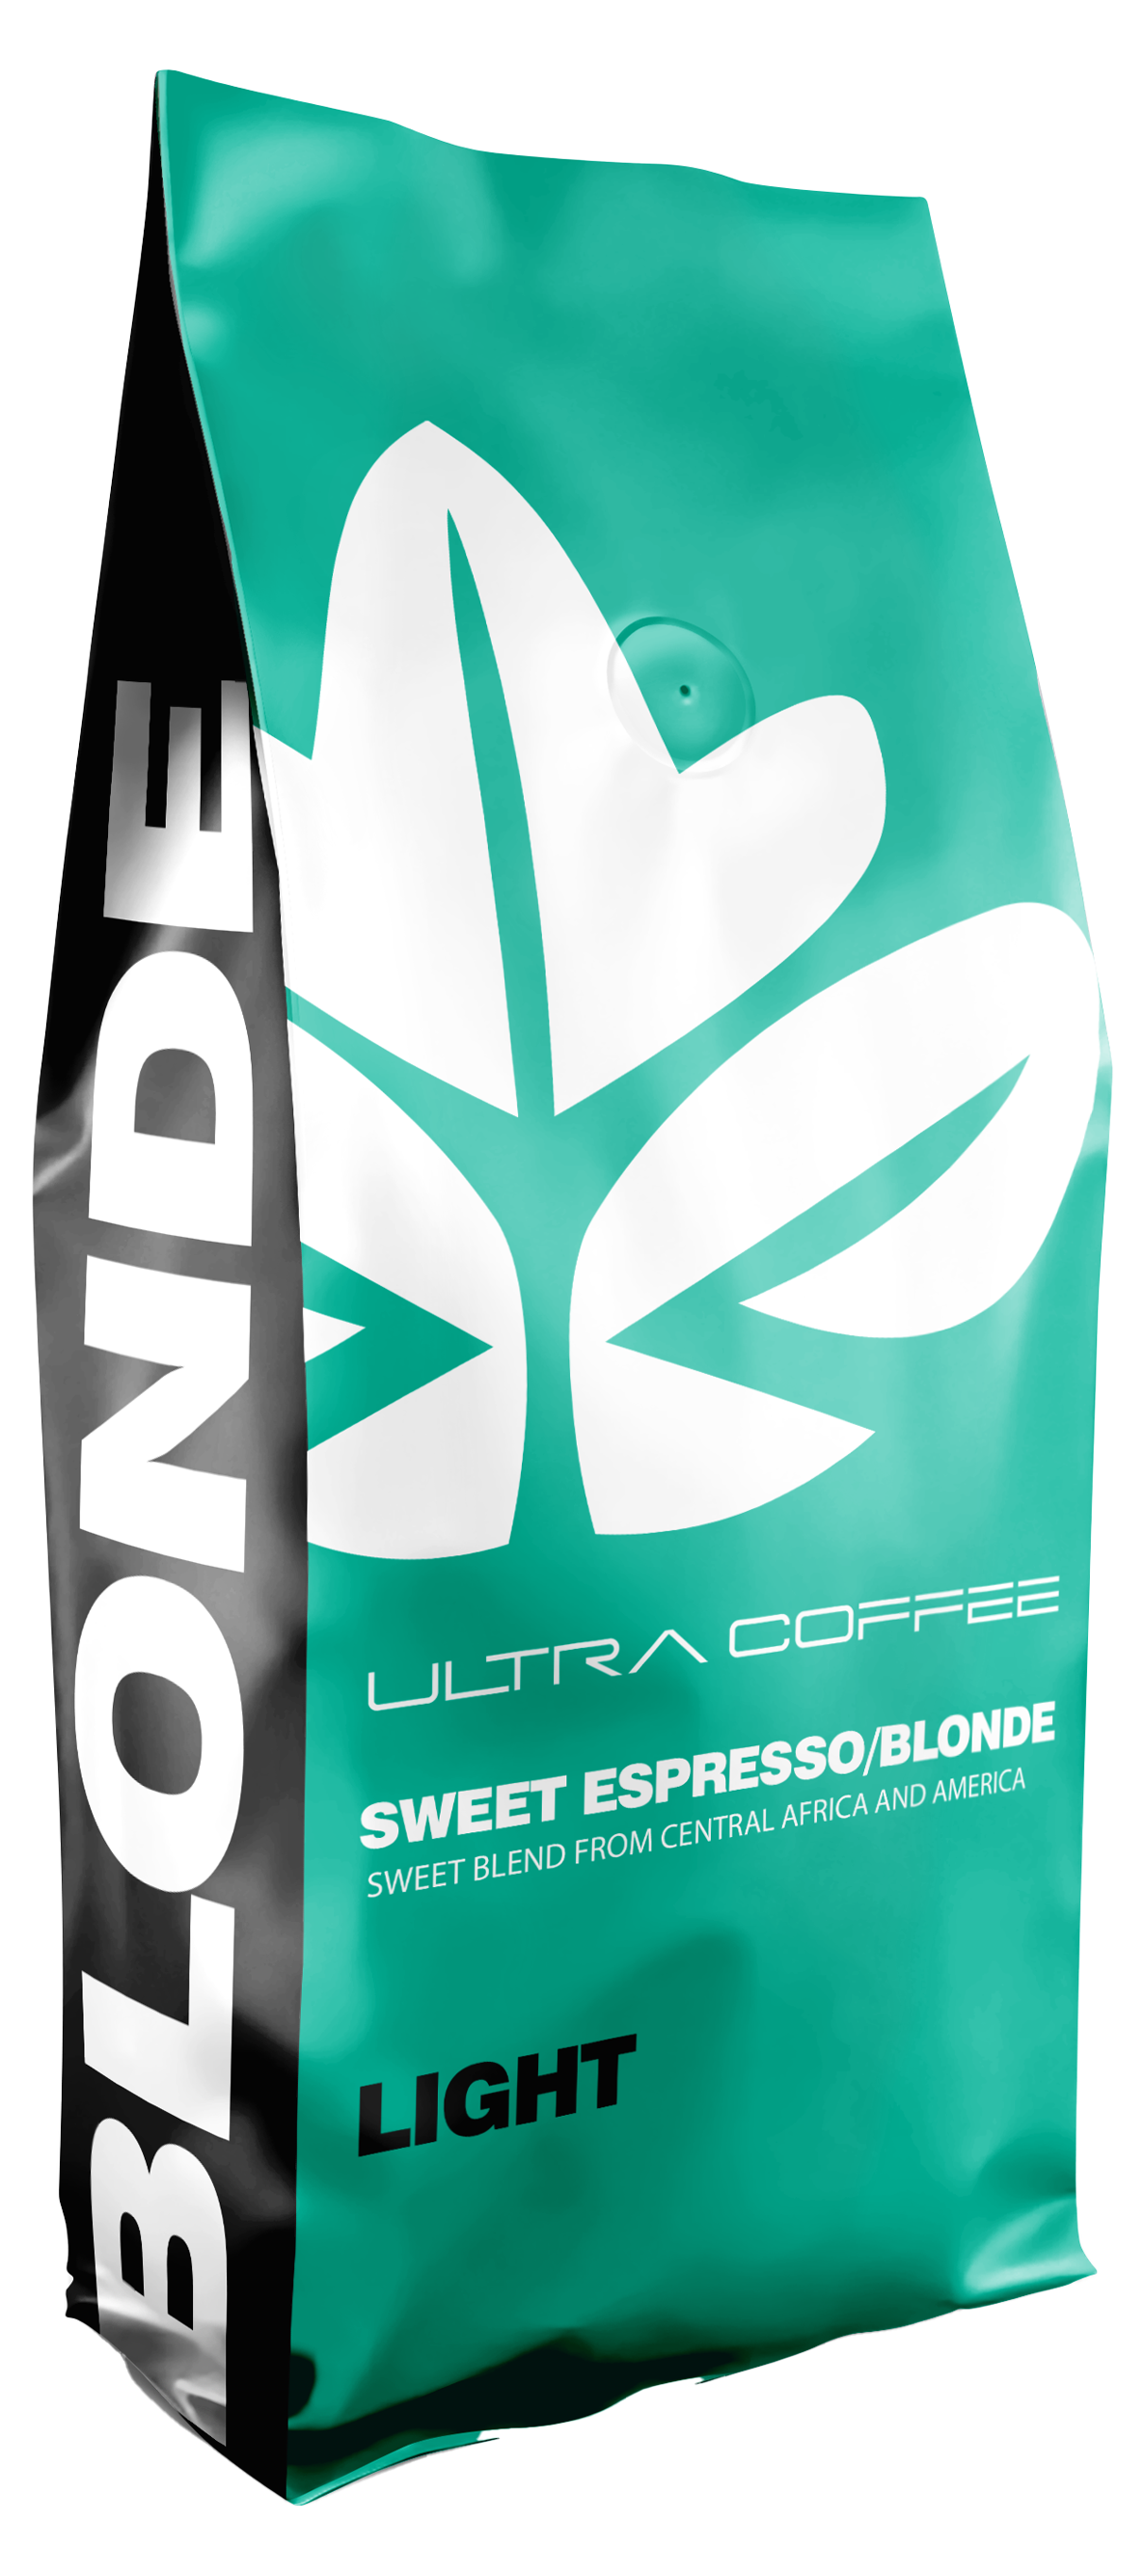 BLONDE
ULTRA COFFEE
SWEET ESPRESSO/BLONDE
SWEET BLEND FROM CENTRAL AFRICA AND AMERICA
LIGHT